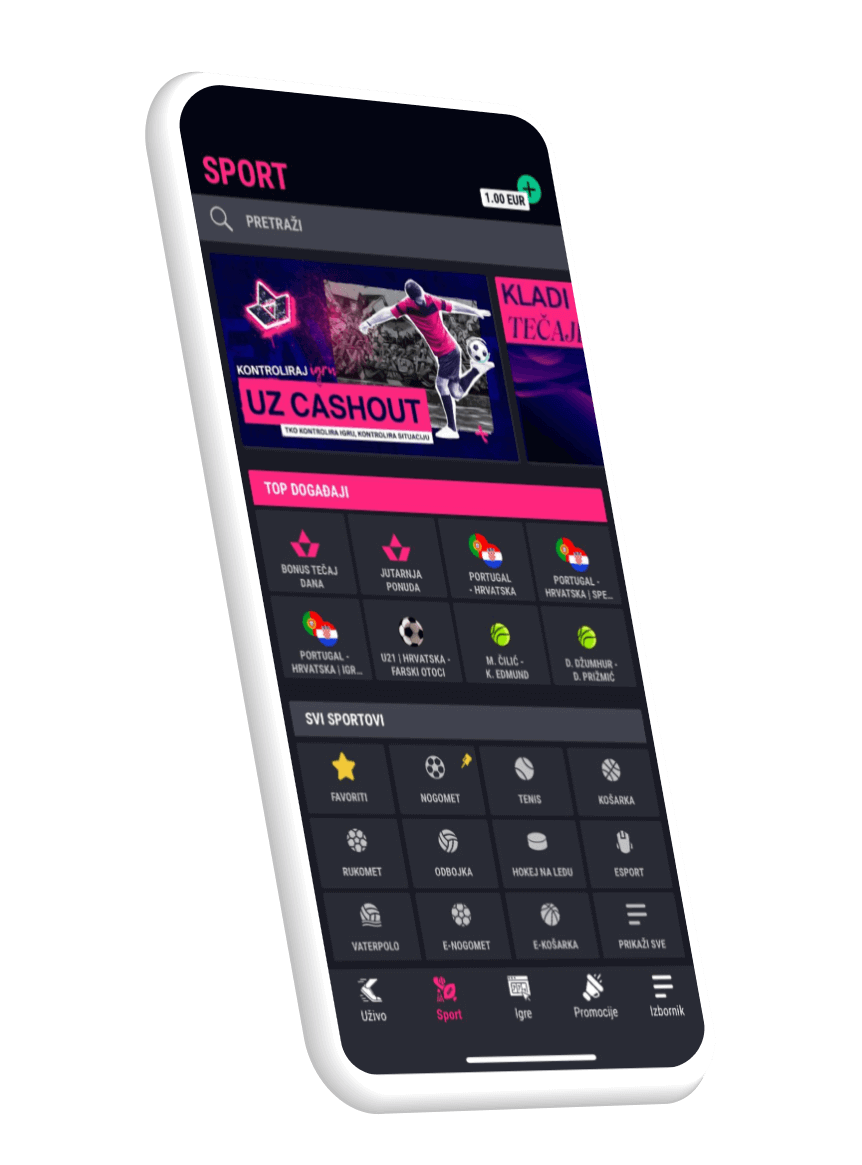 SPORT
1.00 EUR
PRETRAŽI
KONTROLIRAJ igru
UZ CASHOUT
TKO KONTROLIRA IGRU, KONTROLIRA SITUACIJU
KLADI
TEČAJ
TOP DOGAĐAJI
BONUS TEČAJ
DANA
JUTARNJA
PONUDA
PORTUGAL
- HRVATSKA
PORTUGAL -
HRVATSKA | SPE...
PORTUGAL -
HRVATSKA | IGR...
U21 | HRVATSKA -
FARSKI OTOCI
M. ČILIĆ -
K. EDMUND
D. DŽUMHUR -
D. PRIŽMIĆ
SVI SPORTOVI
FAVORITI
NOGOMET
TENIS
KOŠARKA
RUKOMET
ODBOJKA
HOKEJ NA LEDU
ESPORT
VATERPOLO
E-NOGOMET
E-KOŠARKA
PRIKAŽI SVE
Uživo
Sport
Igre
Promocije
Izbornik